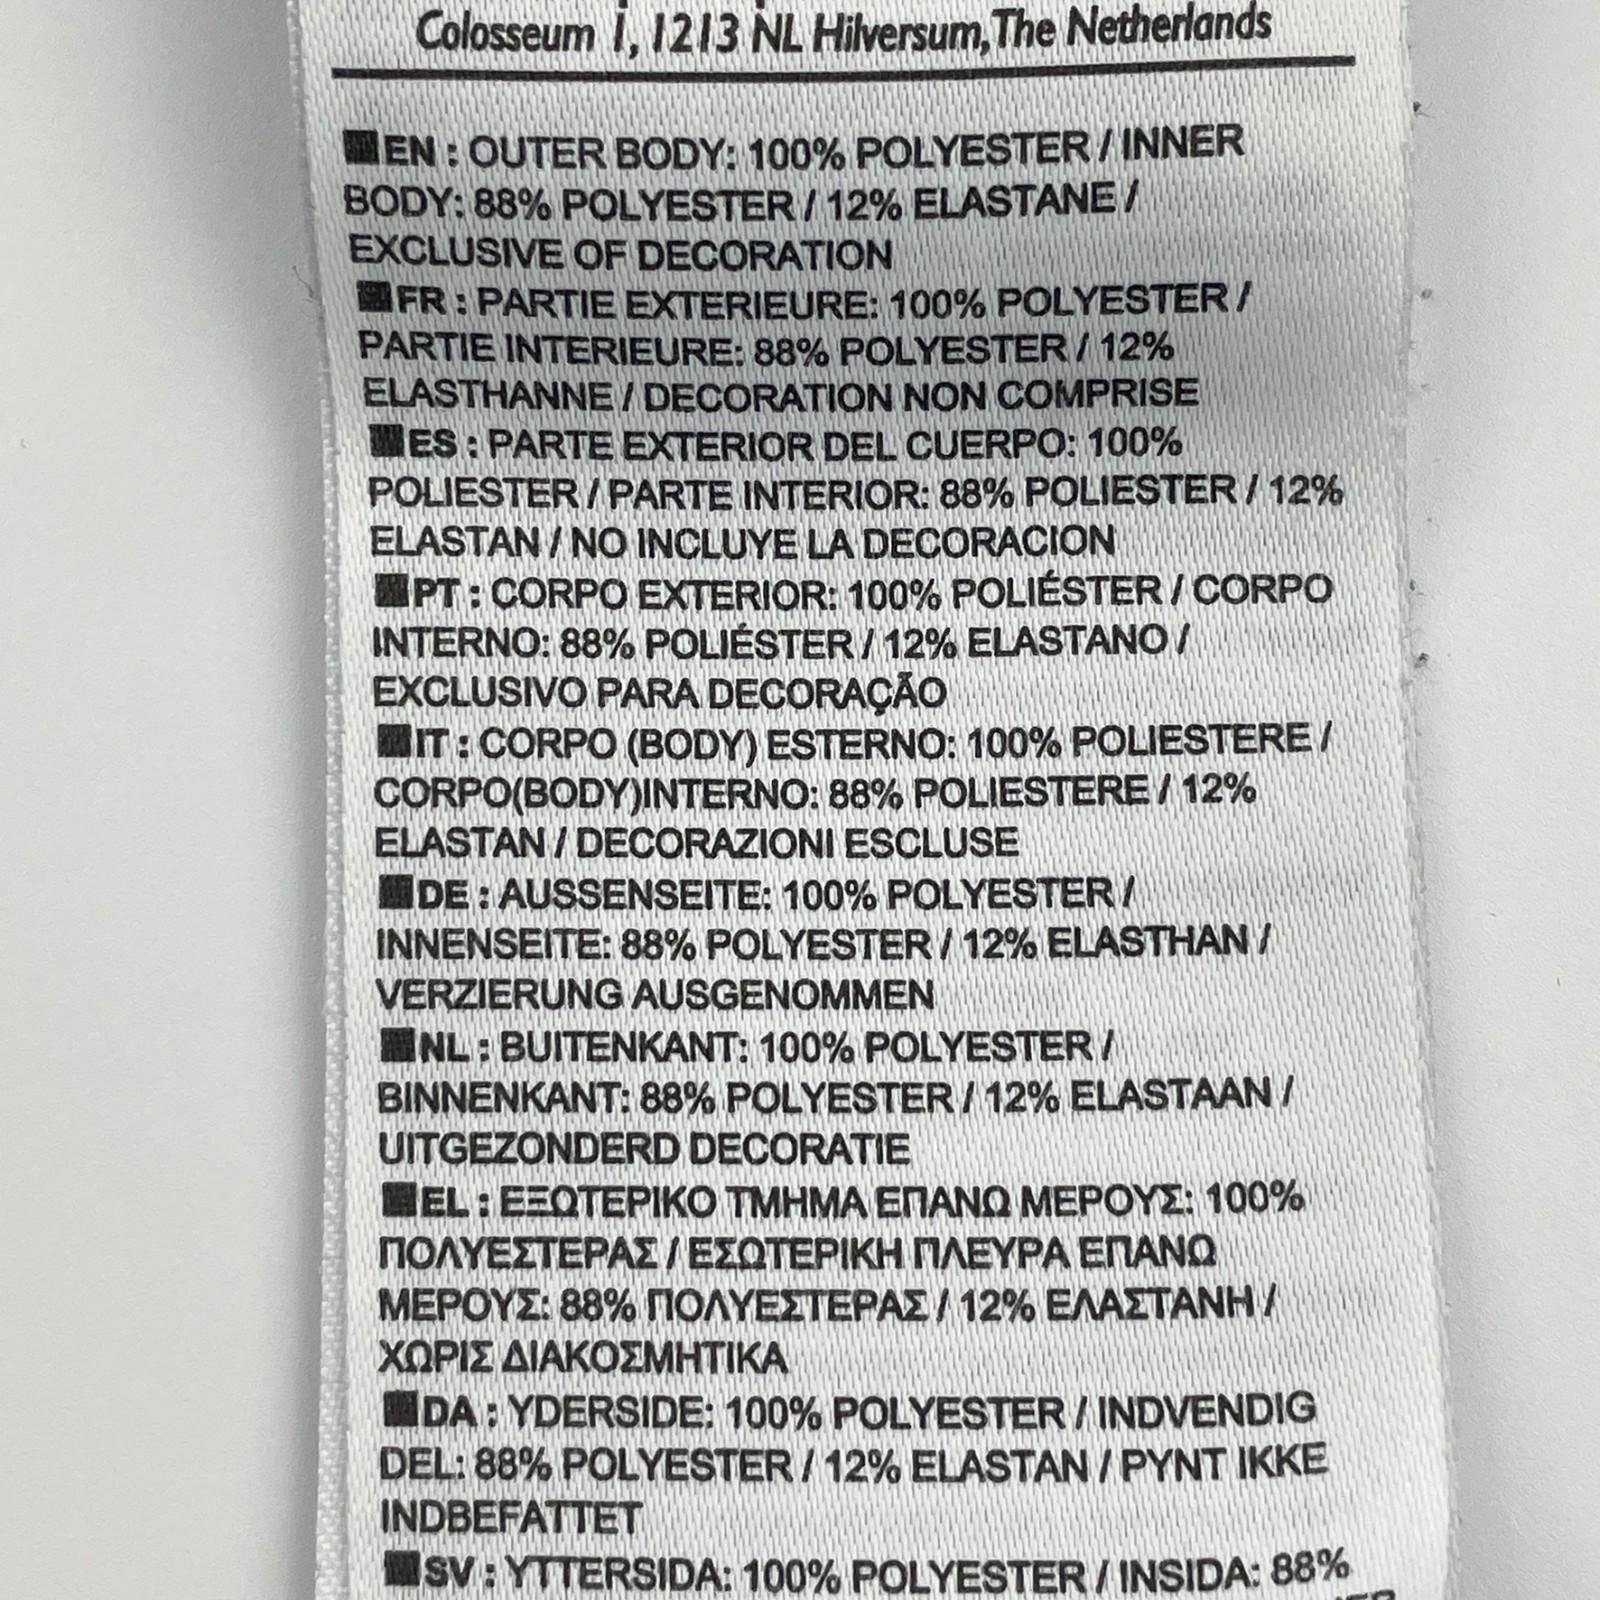 Colosseum 1, 1213 NL Hilversum, The Netherlands
EN : OUTER BODY: 100% POLYESTER / INNER
BODY: 88% POLYESTER / 12% ELASTANE /
EXCLUSIVE OF DECORATION
FR : PARTIE EXTERIEURE: 100% POLYESTER /
PARTIE INTERIEURE: 88% POLYESTER / 12%
ELASTHANNE / DECORATION NON COMPRISE
ES : PARTE EXTERIOR DEL CUERPO: 100%
POLIESTER / PARTE INTERIOR: 88% POLIESTER / 12%
ELASTAN / NO INCLUYE LA DECORACION
PT : CORPO EXTERIOR: 100% POLIÉSTER / CORPO
INTERNO: 88% POLIÉSTER / 12% ELASTANO /
EXCLUSIVO PARA DECORAÇÃO
IT : CORPO (BODY) ESTERNO: 100% POLIESTERE /
CORPO(BODY)INTERNO: 88% POLIESTERE / 12%
ELASTAN / DECORAZIONI ESCLUSE
DE : AUSSENSEITE: 100% POLYESTER /
INNENSEITE: 88% POLYESTER / 12% ELASTHAN /
VERZIERUNG AUSGENOMMEN
NL : BUITENKANT: 100% POLYESTER /
BINNENKANT: 88% POLYESTER / 12% ELASTAAN /
UITGEZONDERD DECORATIE
EL : ΕΞΩΤΕΡΙΚΟ ΤΜΗΜΑ ΕΠΑΝΩ ΜΕΡΟΥΣ: 100%
ΠΟΛΥΕΣΤΕΡΑΣ / ΕΣΩΤΕΡΙΚΗ ΠΛΕΥΡΑ ΕΠΑΝΩ
ΜΕΡΟΥΣ: 88% ΠΟΛΥΕΣΤΕΡΑΣ / 12% ΕΛΑΣΤΑΝΗ /
ΧΩΡΙΣ ΔΙΑΚΟΣΜΗΤΙΚΑ
DA : YDERSIDE: 100% POLYESTER / INDVENDIG
DEL: 88% POLYESTER / 12% ELASTAN / PYNT IKKE
INDBEFATTET
SV : YTTERSIDA: 100% POLYESTER / INSIDA: 88%